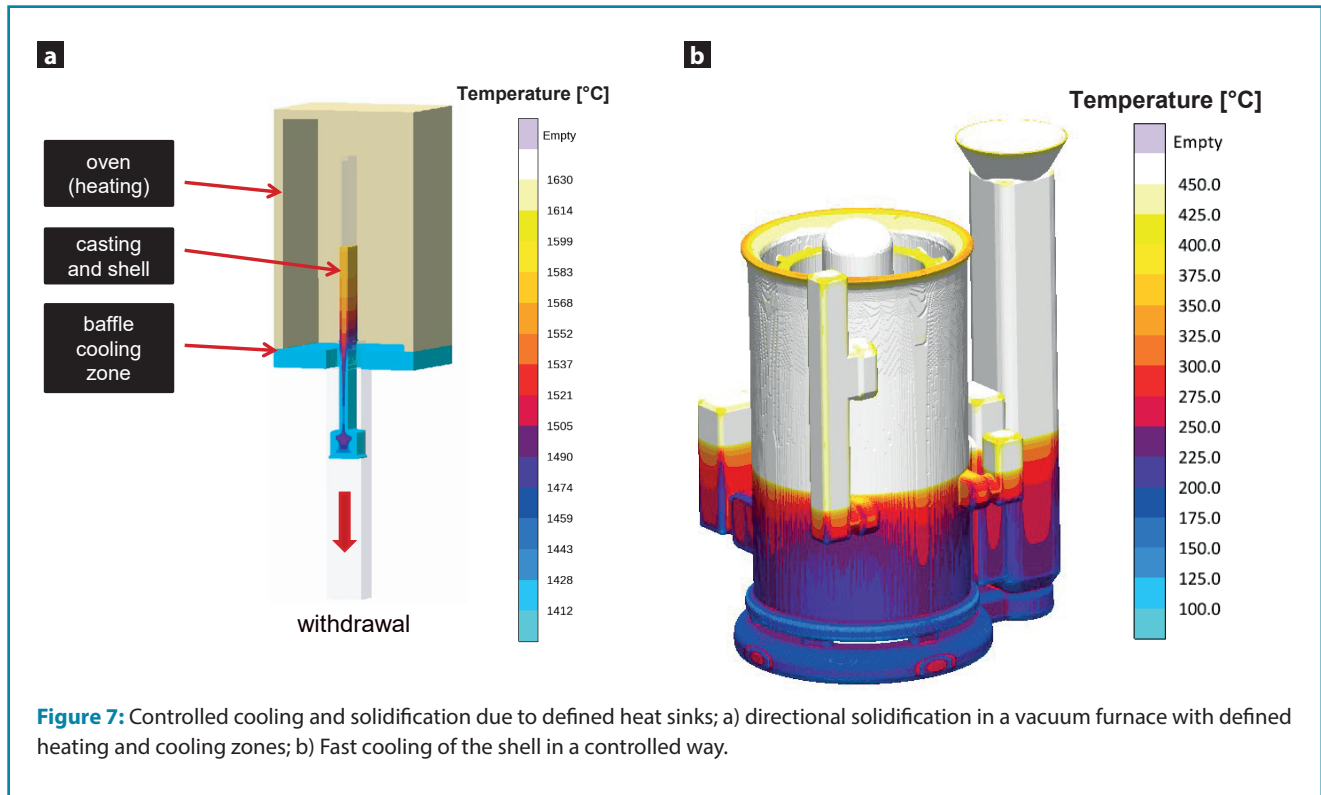 a
oven
(heating)
casting
and shell
baffle
cooling
zone
Temperature [°C]
Empty
1630
1614
1599
1583
1568
1552
1537
1521
1505
1490
1474
1459
1443
1428
1412
withdrawal
b
Temperature [°C]
Empty
450.0
425.0
400.0
375.0
350.0
325.0
300.0
275.0
250.0
225.0
200.0
175.0
150.0
125.0
100.0
Figure 7: Controlled cooling and solidification due to defined heat sinks; a) directional solidification in a vacuum furnace with defined
heating and cooling zones; b) Fast cooling of the shell in a controlled way.